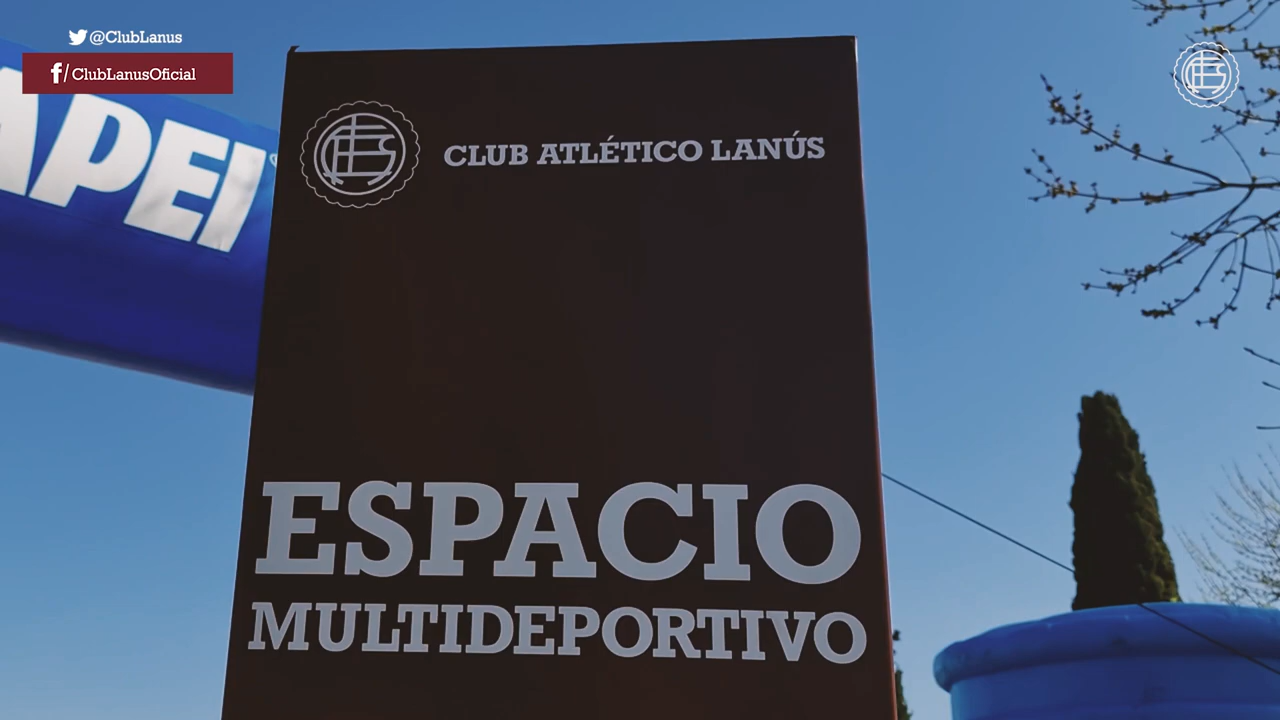 @ClubLanus
f/ClubLanusOficial
APEI
CLUB ATLÉTICO LANÚS
ESPACIO
MULTIDEPORTIVO